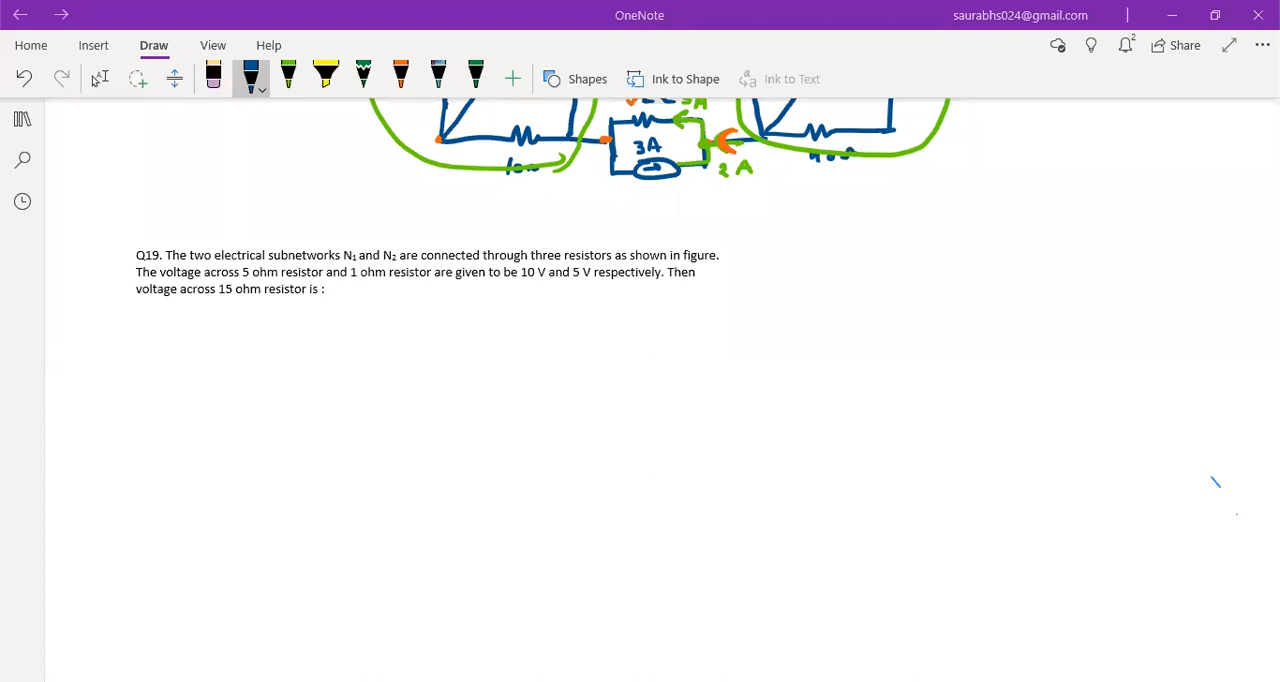 OneNote
saurabhs024@gmail.com
Home Insert Draw View Help
Share
Shapes Ink to Shape Ink to Text
3A
3A
2A
Q19. The two electrical subnetworks N₁ and N₂ are connected through three resistors as shown in figure.
The voltage across 5 ohm resistor and 1 ohm resistor are given to be 10 V and 5 V respectively. Then
voltage across 15 ohm resistor is :